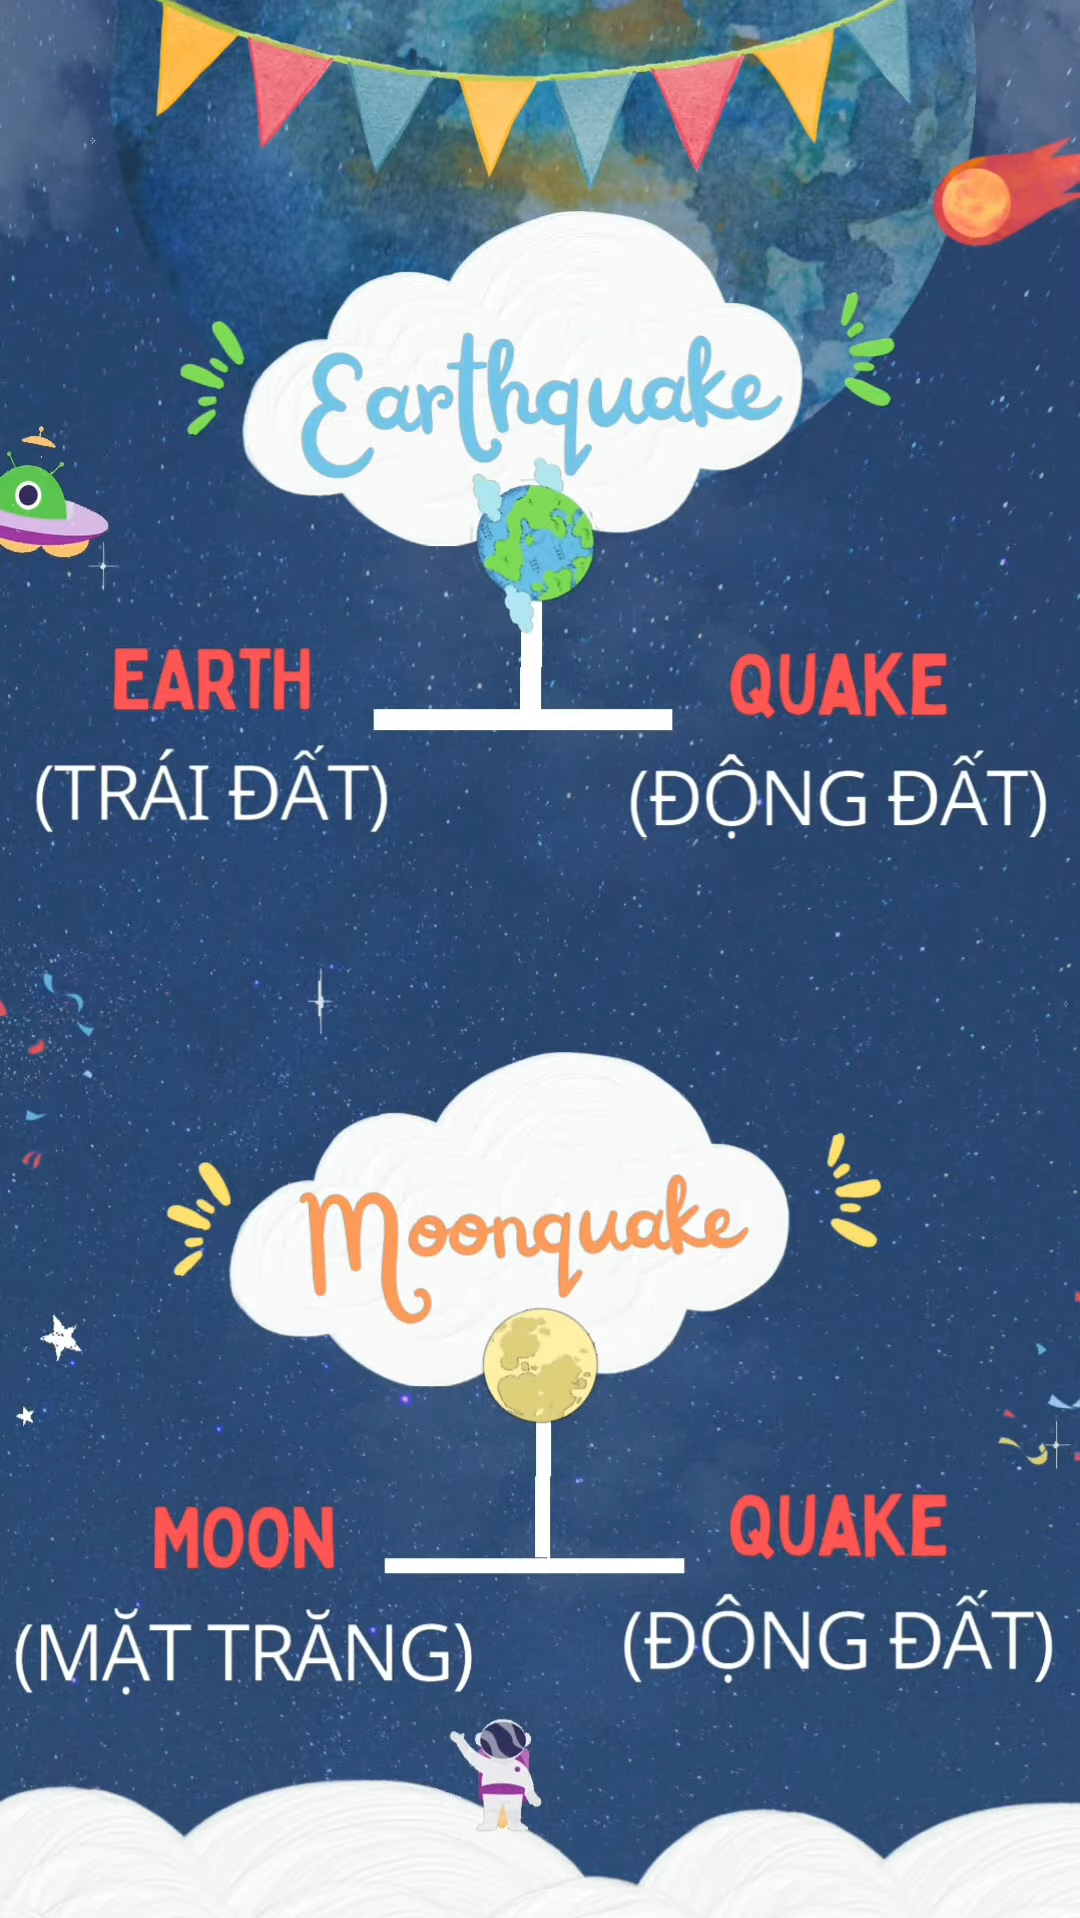 Earthquake
EARTH
QUAKE
(TRÁI ĐẤT)
(ĐỘNG ĐẤT)
Moonquake
MOON
QUAKE
(MẶT TRĂNG)
(ĐỘNG ĐẤT)